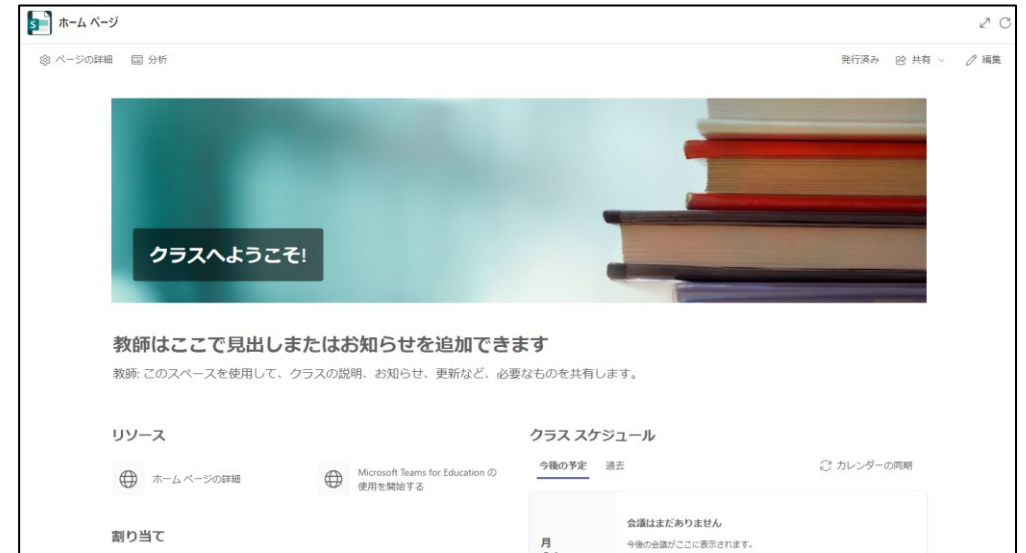 ホーム ページ
ページの詳細 分析 発行済み 共有 編集
クラスへようこそ!
教師はここで見出しまたはお知らせを追加できます
教師: このスペースを使用して、クラスの説明、お知らせ、更新など、必要なものを共有します。
リソース
ホーム ページの詳細
Microsoft Teams for Education の
使用を開始する
割り当て
クラス スケジュール
今後の予定 過去 カレンダーの同期
月
会議はまだありません
今後の会議がここに表示されます。